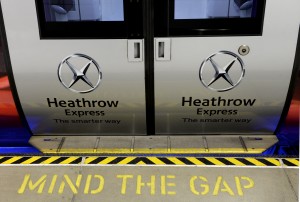 Heathrow
Express
The smarter way
Heathrow
Express
The smarter way
MIND THE GAP